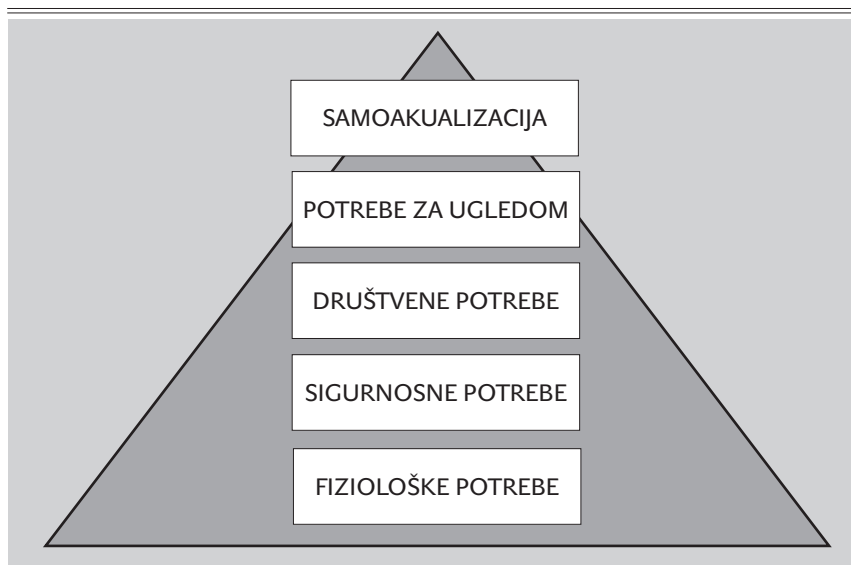 SAMOAKUALIZACIJA
POTREBE ZA UGLEDOM
DRUŠTVENE POTREBE
SIGURNOSNE POTREBE
FIZIOLOŠKE POTREBE